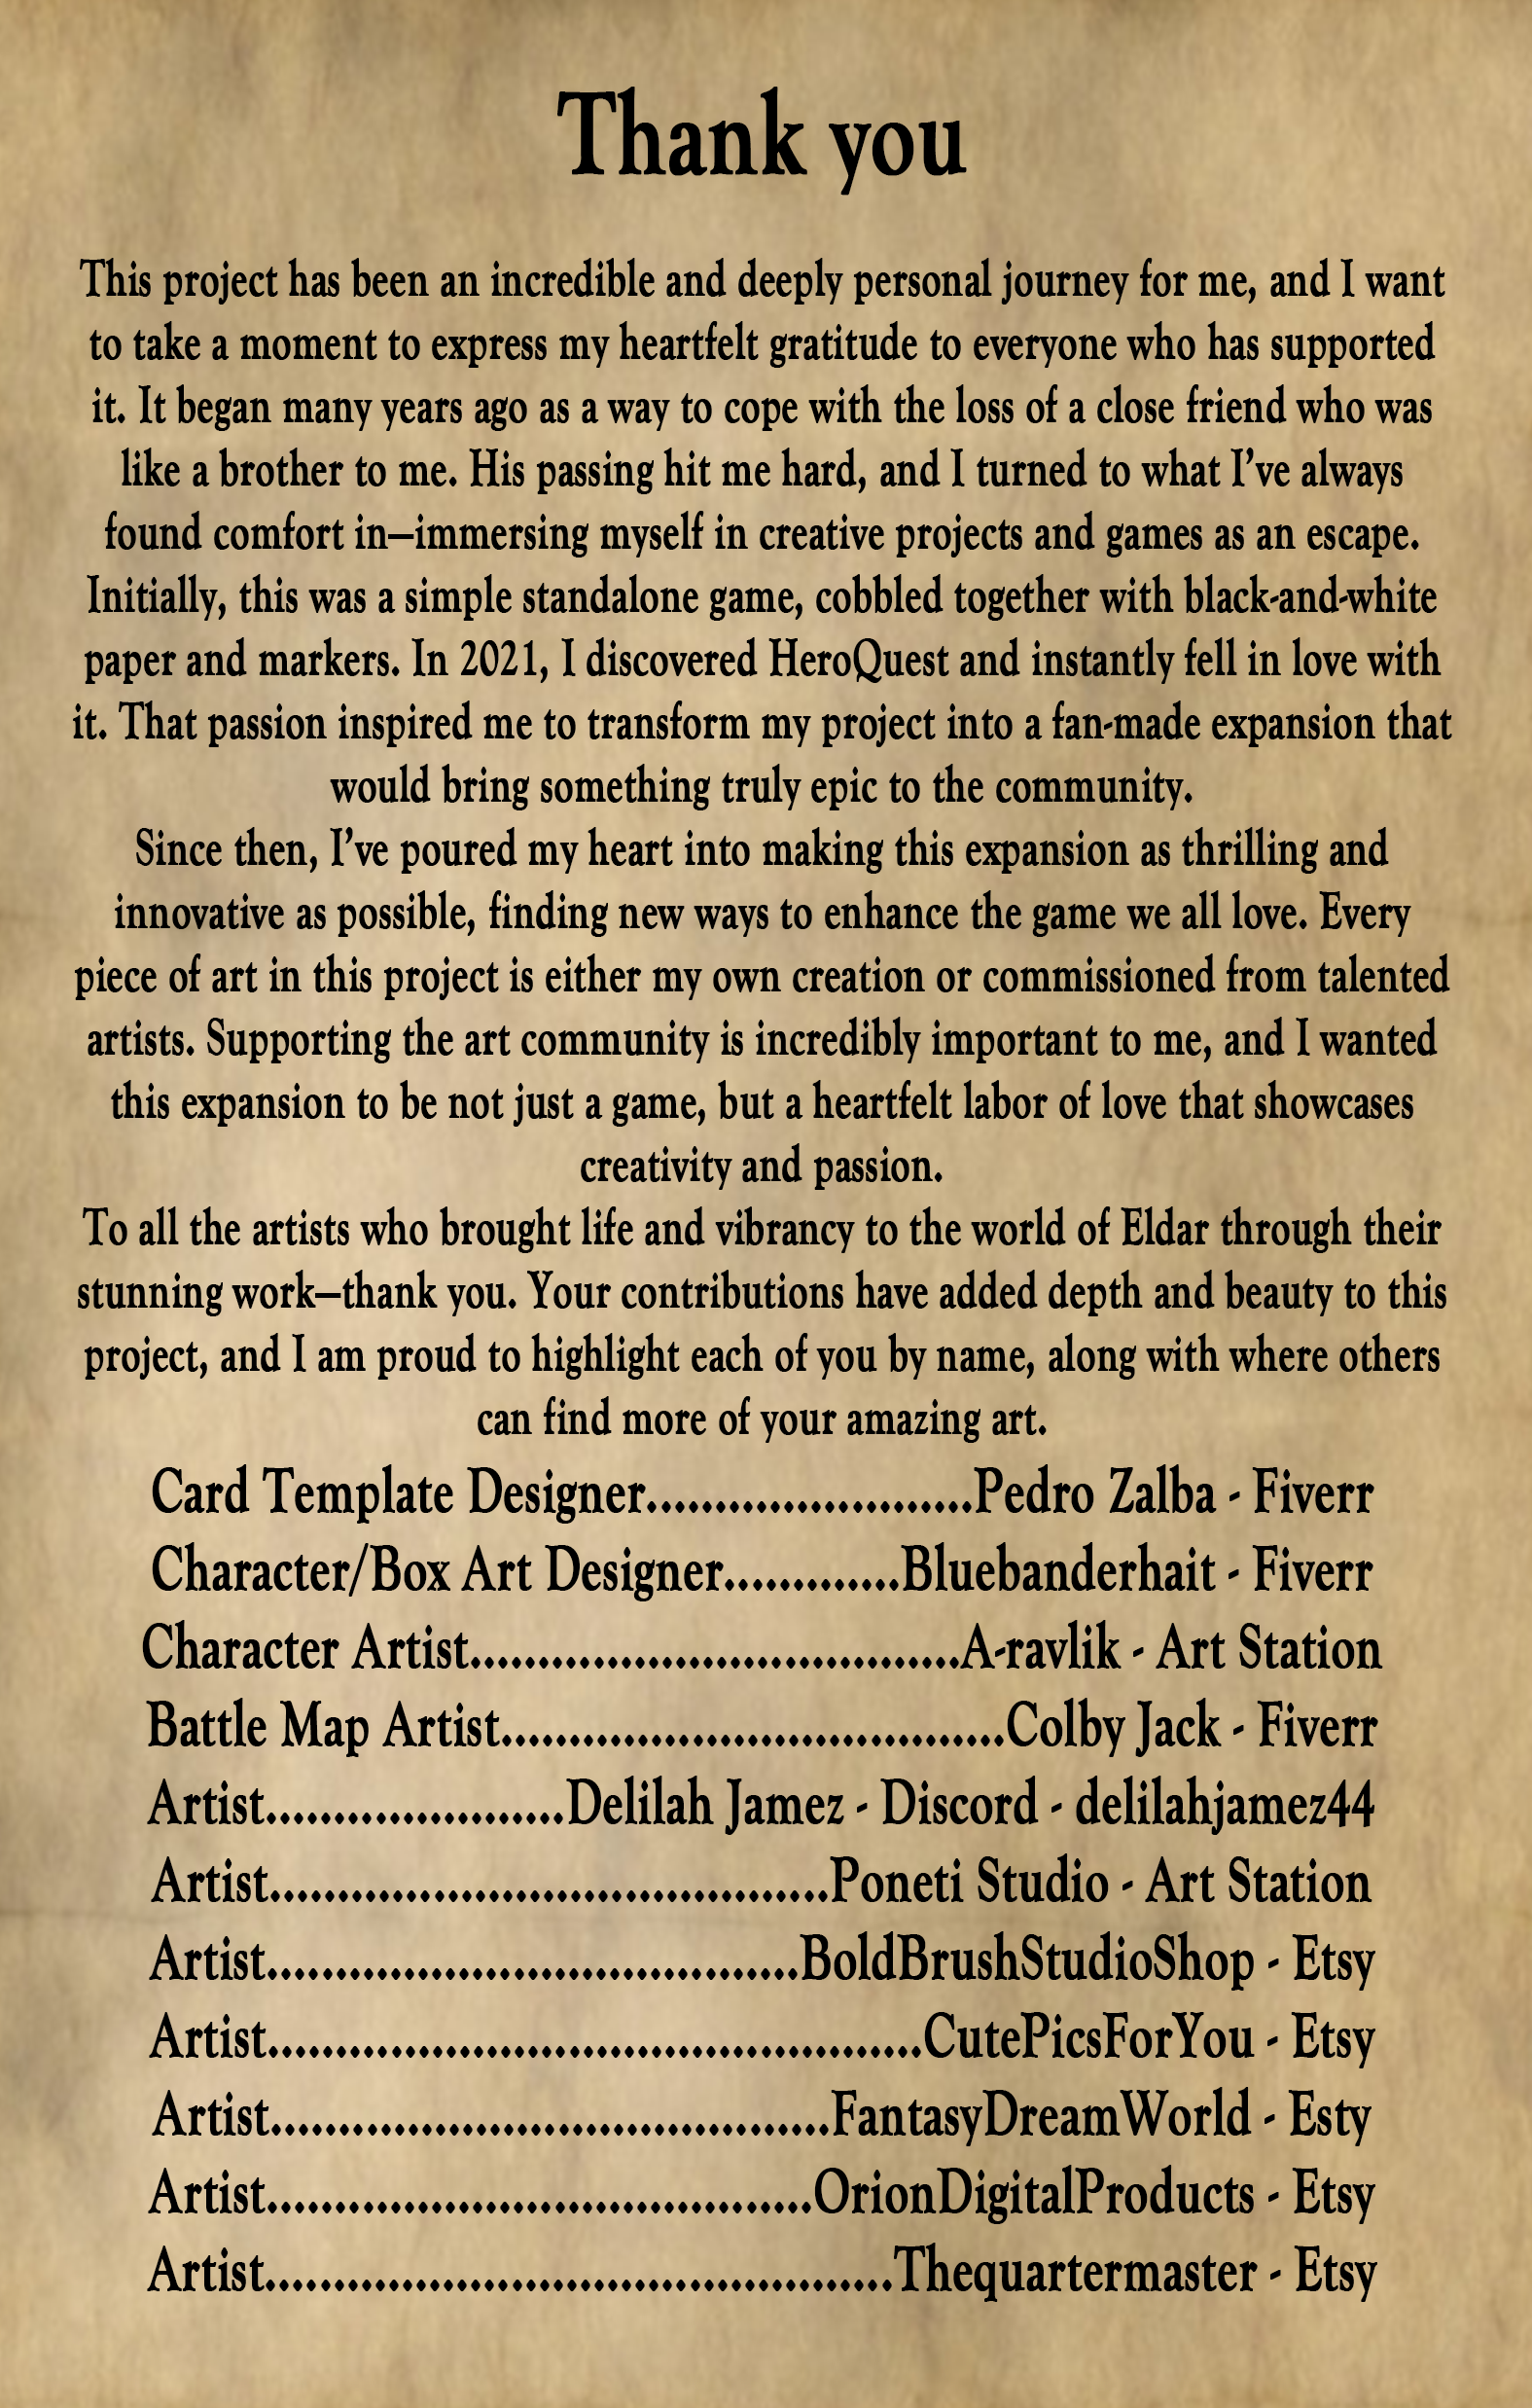 Thank you
This project has been an incredible and deeply personal journey for me, and I want
to take a moment to express my heartfelt gratitude to everyone who has supported
it. It began many years ago as a way to cope with the loss of a close friend who was
like a brother to me. His passing hit me hard, and I turned to what I’ve always
found comfort in—immersing myself in creative projects and games as an escape.
Initially, this was a simple standalone game, cobbled together with black-and-white
paper and markers. In 2021, I discovered HeroQuest and instantly fell in love with
it. That passion inspired me to transform my project into a fan-made expansion that
would bring something truly epic to the community.
Since then, I’ve poured my heart into making this expansion as thrilling and
innovative as possible, finding new ways to enhance the game we all love. Every
piece of art in this project is either my own creation or commissioned from talented
artists. Supporting the art community is incredibly important to me, and I wanted
this expansion to be not just a game, but a heartfelt labor of love that showcases
creativity and passion.
To all the artists who brought life and vibrancy to the world of Eldar through their
stunning work—thank you. Your contributions have added depth and beauty to this
project, and I am proud to highlight each of you by name, along with where others
can find more of your amazing art.
Card Template Designer........................Pedro Zalba - Fiverr
Character/Box Art Designer.............Bluebanderhait - Fiverr
Character Artist....................................A-ravlik - Art Station
Battle Map Artist.....................................Colby Jack - Fiverr
Artist......................Delilah Jamez - Discord - delilahjamez44
Artist.........................................Poneti Studio - Art Station
Artist.......................................BoldBrushStudioShop - Etsy
Artist................................................CutePicsForYou - Etsy
Artist.........................................FantasyDreamWorld - Esty
Artist........................................OrionDigitalProducts - Etsy
Artist..............................................Thequartermaster - Etsy